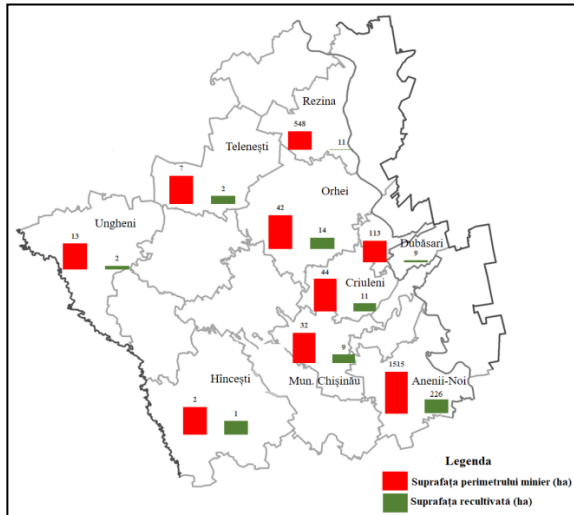 Rezina
548
11
Telenești
7
2
Orhei
42
14
Ungheni
13
2
113
Dubăsari
9
44
Criuleni
11
32
9
Mun. Chișinău
1515
Anenii-Noi
226
Hîncești
2
1
Legenda
Suprafața perimetrului minier (ha)
Suprafața recultivată (ha)